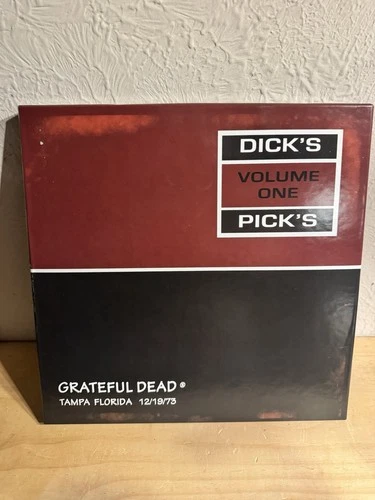 DICK'S
VOLUME
ONE
PICK'S
GRATEFUL DEAD ®
TAMPA FLORIDA 12/19/73